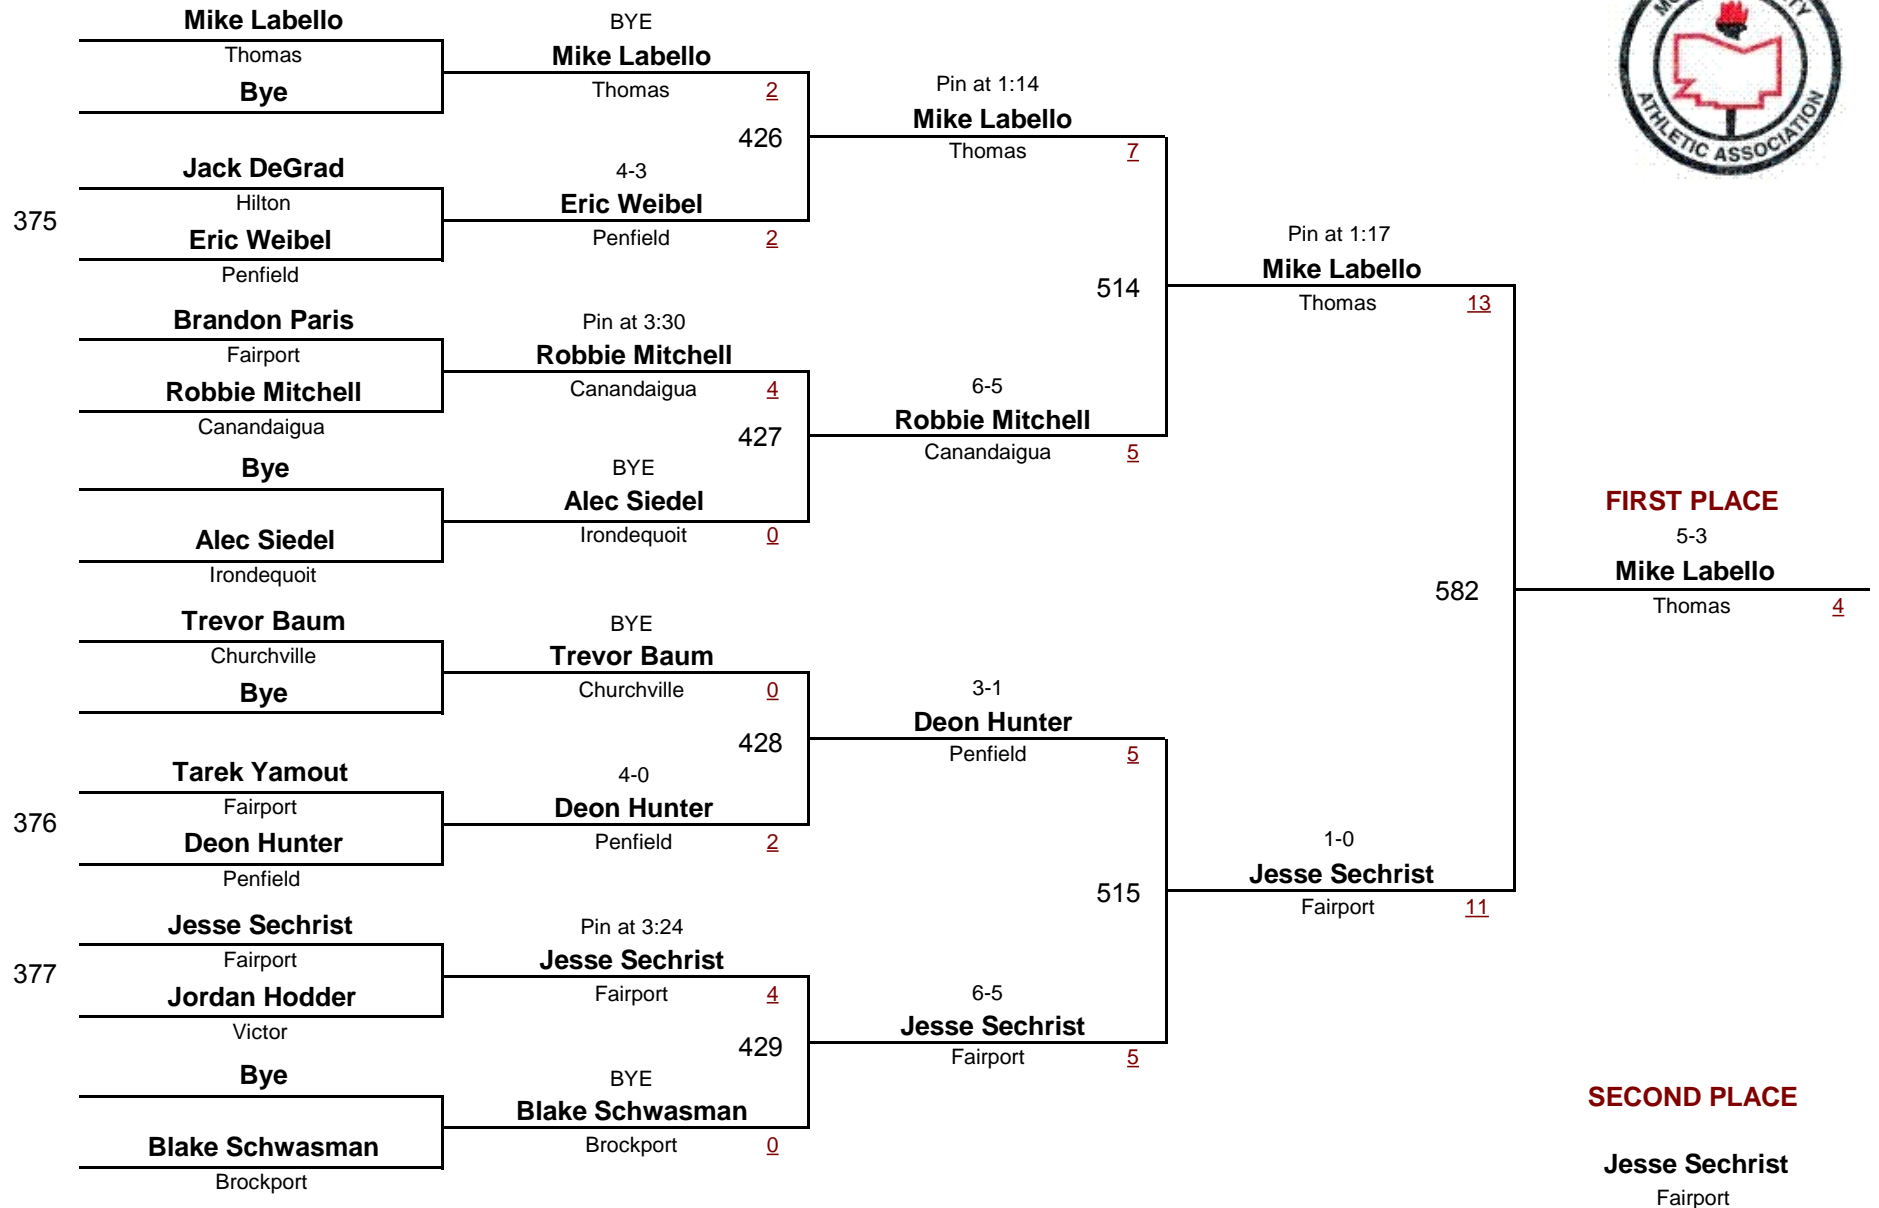 Mike Labello
Thomas
Bye
375
Jack DeGrad
Hilton
Eric Weibel
Penfield
Brandon Paris
Fairport
Robbie Mitchell
Canandaigua
Bye
Alec Siedel
Irondequoit
Trevor Baum
Churchville
Bye
376
Tarek Yamout
Fairport
Deon Hunter
Penfield
377
Jesse Sechrist
Fairport
Jordan Hodder
Victor
Bye
Blake Schwasman
Brockport
BYE
Mike Labello
Thomas 2
426
4-3
Eric Weibel
Penfield 2
Pin at 3:30
Robbie Mitchell
Canandaigua 4
427
BYE
Alec Siedel
Irondequoit 0
BYE
Trevor Baum
Churchville 0
428
4-0
Deon Hunter
Penfield 2
Pin at 3:24
Jesse Sechrist
Fairport 4
429
BYE
Blake Schwasman
Brockport 0
Pin at 1:14
Mike Labello
Thomas 7
514
6-5
Robbie Mitchell
Canandaigua 5
3-1
Deon Hunter
Penfield 5
515
6-5
Jesse Sechrist
Fairport 5
Pin at 1:17
Mike Labello
Thomas 13
582
1-0
Jesse Sechrist
Fairport 11
ATHLETIC ASSOCIATION
FIRST PLACE
5-3
Mike Labello
Thomas 4
SECOND PLACE
Jesse Sechrist
Fairport